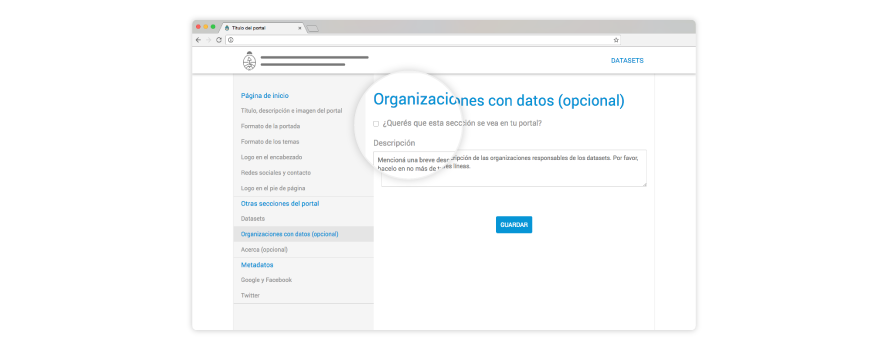 Título del portal
DATASETS
Página de inicio
Título, descripción e imagen del portal
Formato de la portada
Formato de los temas
Logo en el encabezado
Redes sociales y contacto
Logo en el pie de página
Otras secciones del portal
Datasets
Organizaciones con datos (opcional)
Acerca (opcional)
Metadatos
Google y Facebook
Twitter
Organizaciones con datos (opcional)
¿Querés que esta sección se vea en tu portal?
Descripción
Mencioná una breve descripción de las organizaciones responsables de los datasets. Por favor,
hacelo en no más de tres líneas.
GUARDAR